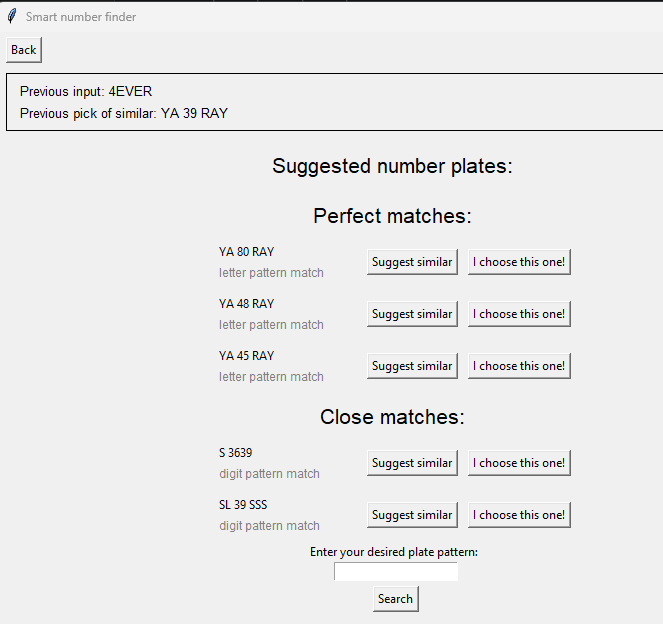 Smart number finder
Back
Previous input: 4EVER
Previous pick of similar: YA 39 RAY
Suggested number plates:
Perfect matches:
YA 80 RAY
letter pattern match
Suggest similar
I choose this one!
YA 48 RAY
letter pattern match
Suggest similar
I choose this one!
YA 45 RAY
letter pattern match
Suggest similar
I choose this one!
Close matches:
S 3639
digit pattern match
Suggest similar
I choose this one!
SL 39 SSS
digit pattern match
Suggest similar
I choose this one!
Enter your desired plate pattern:
Search